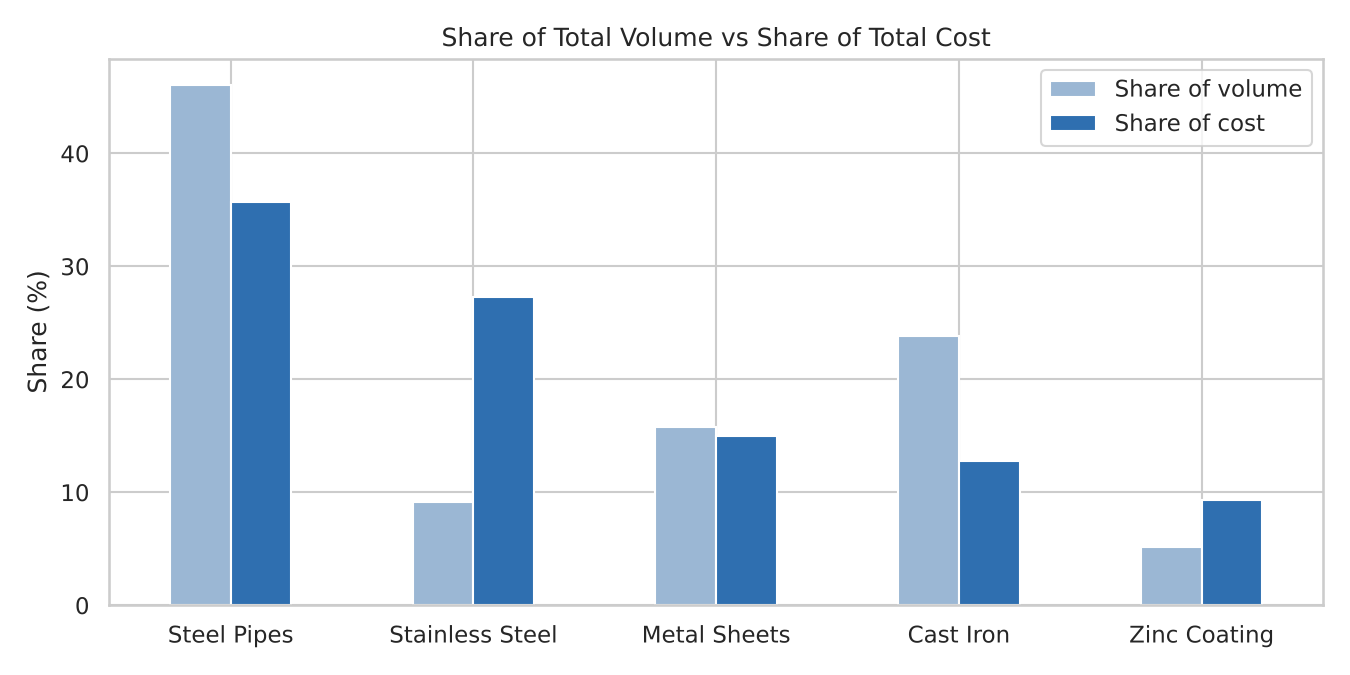 Share of Total Volume vs Share of Total Cost
Share of volume
Share of cost
Share (%)
40
30
20
10
0
Steel Pipes
Stainless Steel
Metal Sheets
Cast Iron
Zinc Coating